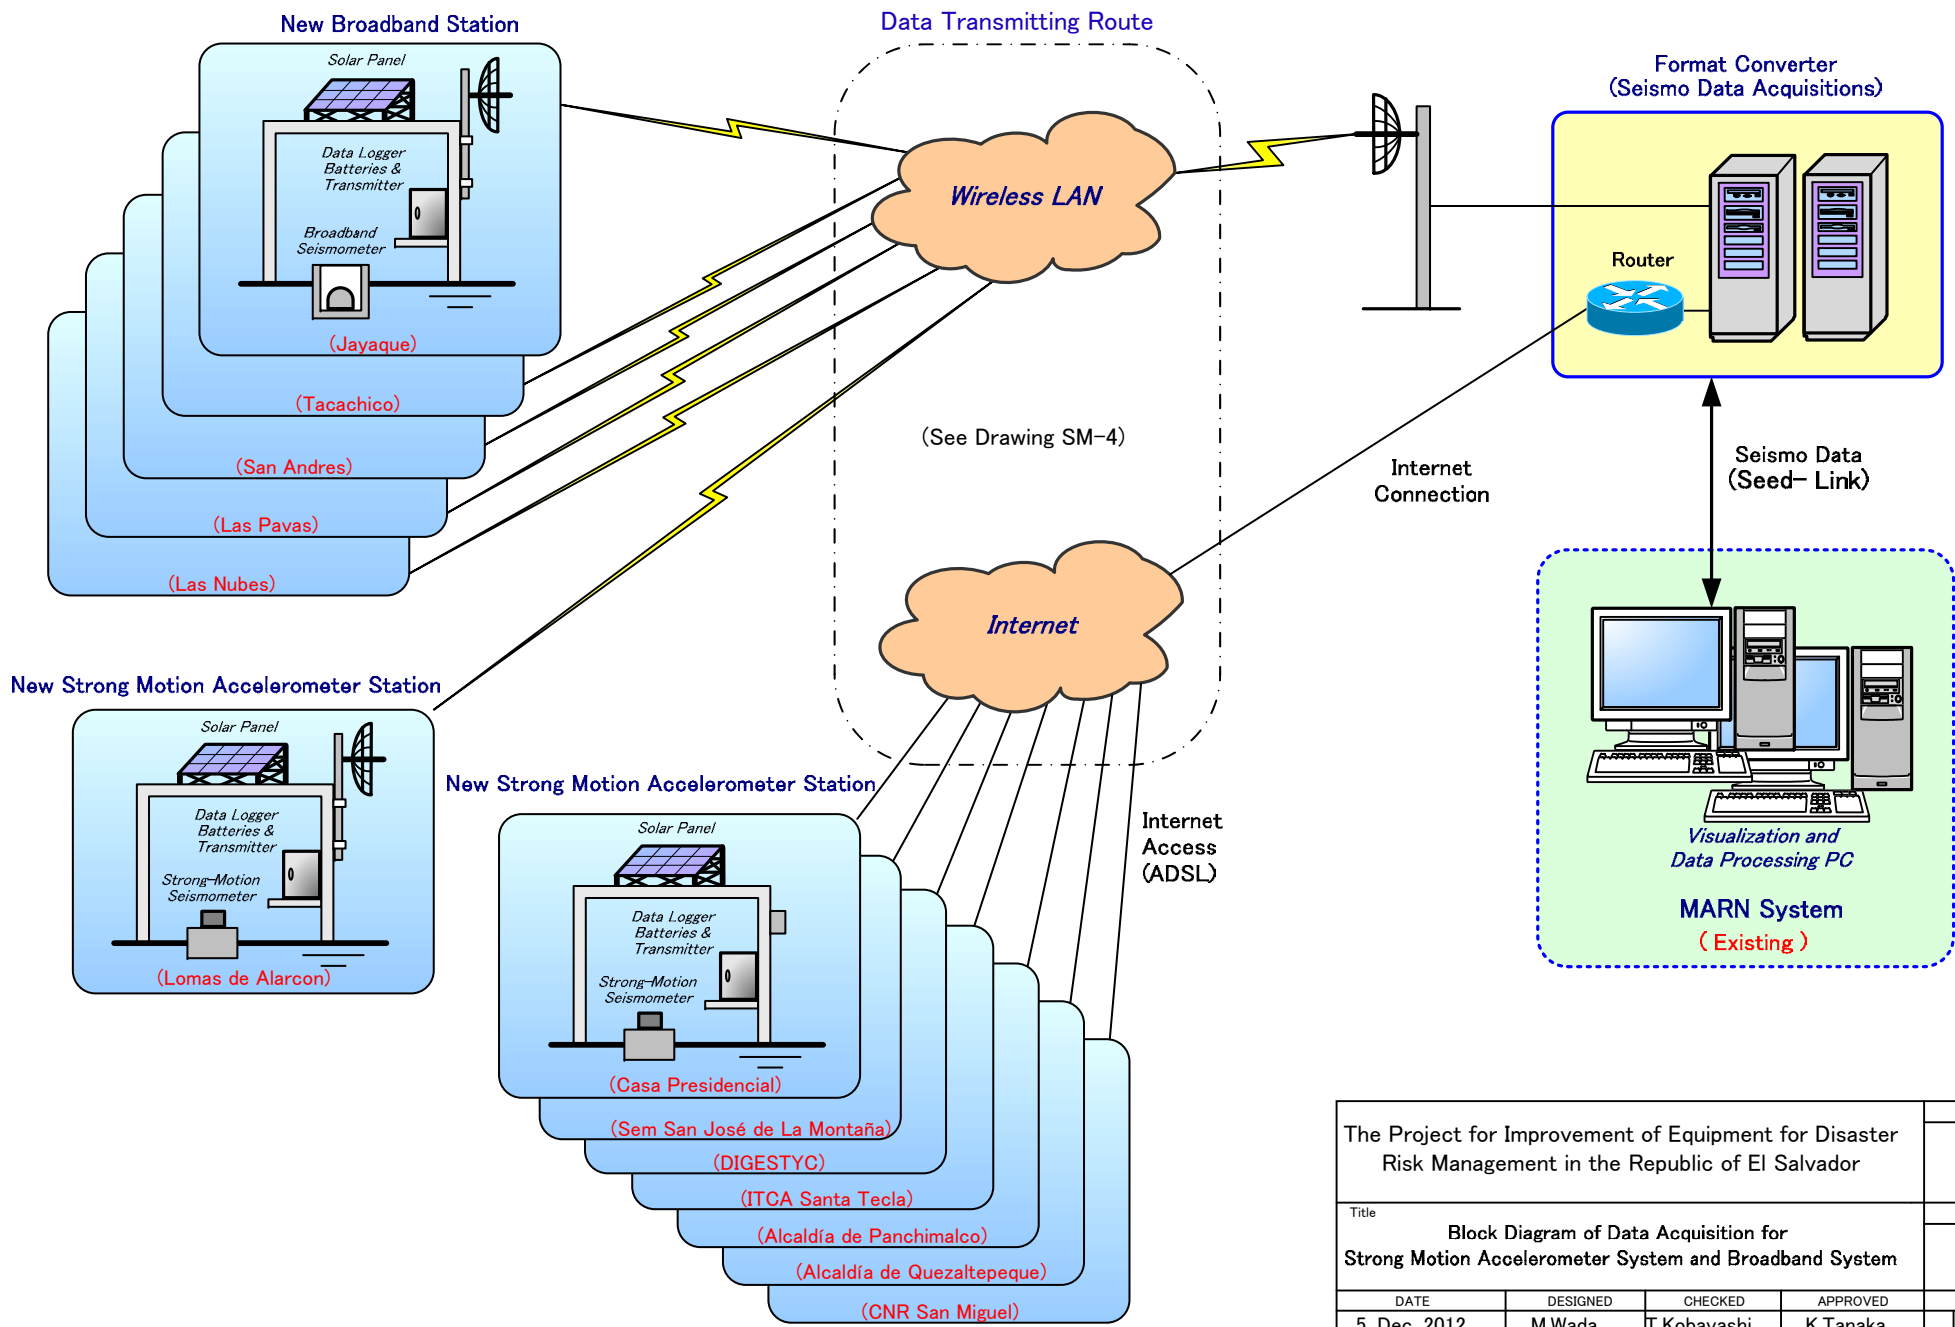 New Broadband Station
Solar Panel
Data Logger
Batteries &
Transmitter
Broadband
Seismometer
(Jayaque)
(Tacachico)
(San Andres)
(Las Pavas)
(Las Nubes)
Data Transmitting Route
Wireless LAN
(See Drawing SM-4)
Internet
Format Converter
(Seismo Data Acquisitions)
Router
Internet
Connection
Seismo Data
(Seed- Link)
Visualization and
Data Processing PC
MARN System
( Existing )
New Strong Motion Accelerometer Station
Solar Panel
Data Logger
Batteries &
Transmitter
Strong-Motion
Seismometer
(Lomas de Alarcon)
New Strong Motion Accelerometer Station
Solar Panel
Data Logger
Batteries &
Transmitter
Strong-Motion
Seismometer
(Casa Presidencial)
(Sem San José de La Montaña)
(DIGESTYC)
(ITCA Santa Tecla)
(Alcaldía de Panchimalco)
(Alcaldía de Quezaltepeque)
(CNR San Miguel)
Internet
Access
(ADSL)
The Project for Improvement of Equipment for Disaster
Risk Management in the Republic of El Salvador
Title
Block Diagram of Data Acquisition for
Strong Motion Accelerometer System and Broadband System
DATE DESIGNED CHECKED APPROVED
5, Dec, 2012 M.Wada T.Kobayashi K.Tanaka